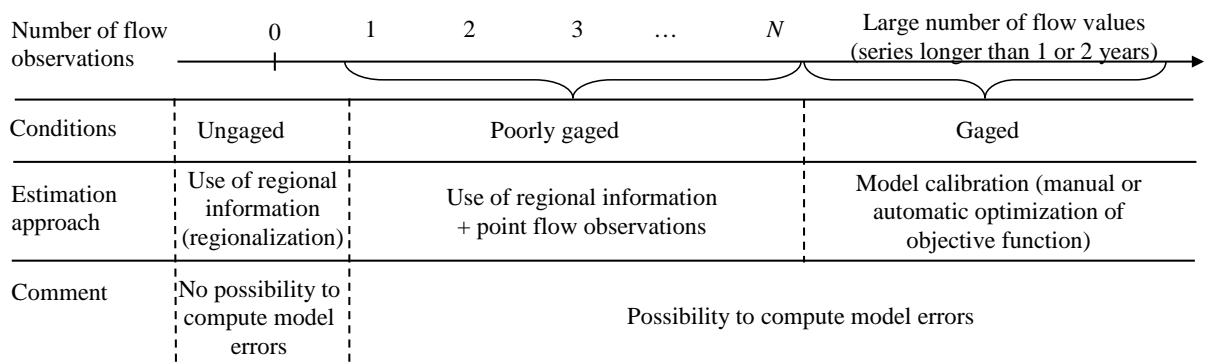 Number of flow
observations
0
1
2
3
…
N
Large number of flow values
(series longer than 1 or 2 years)
Conditions
Ungaged
Poorly gaged
Gaged
Estimation
approach
Use of regional
information
(regionalization)
Use of regional information
+ point flow observations
Model calibration (manual or
automatic optimization of
objective function)
Comment
No possibility to
compute model
errors
Possibility to compute model errors